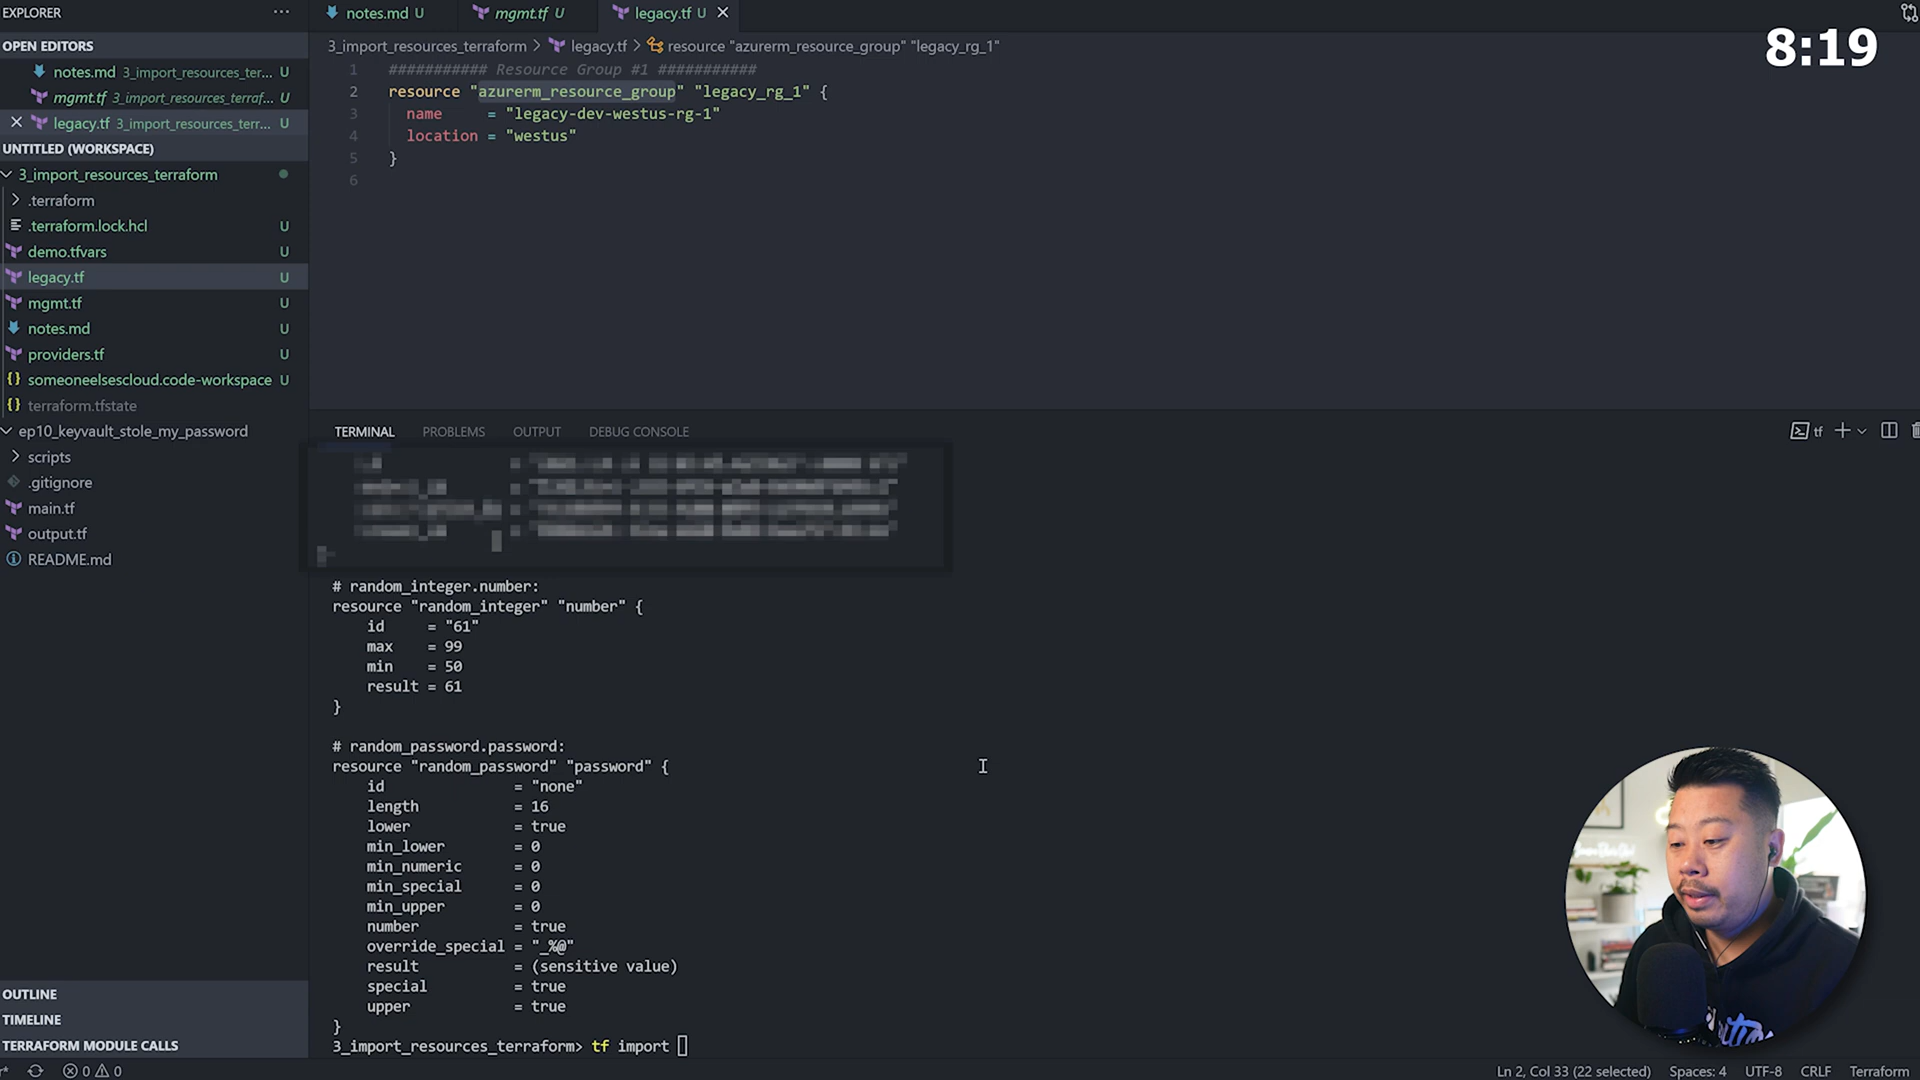 EXPLORER
notes.md U
mgmt.tf U
legacy.tf U
8:19
OPEN EDITORS
notes.md 3_import_resources_ter... U
mgmt.tf 3_import_resources_terraf... U
legacy.tf 3_import_resources_terr... U
UNTITLED (WORKSPACE)
3_import_resources_terraform
.terraform
.terraform.lock.hcl U
demo.tfvars U
legacy.tf U
mgmt.tf U
notes.md U
providers.tf U
someoneelsescloud.code-workspace U
terraform.tfstate
ep10_keyvault_stole_my_password
scripts
.gitignore
main.tf
output.tf
README.md
OUTLINE
TIMELINE
TERRAFORM MODULE CALLS
3_import_resources_terraform > legacy.tf > resource "azurerm_resource_group" "legacy_rg_1"
1 ########### Resource Group #1 ###########
2 resource "azurerm_resource_group" "legacy_rg_1" {
3 name = "legacy-dev-westus-rg-1"
4 location = "westus"
5 }
6
TERMINAL PROBLEMS OUTPUT DEBUG CONSOLE
tf
# random_integer.number:
resource "random_integer" "number" {
id = "61"
max = 99
min = 50
result = 61
}
# random_password.password:
resource "random_password" "password" {
id = "none"
length = 16
lower = true
min_lower = 0
min_numeric = 0
min_special = 0
min_upper = 0
number = true
override_special = "_%@"
result = (sensitive value)
special = true
upper = true
}
3_import_resources_terraform> tf import
0 0
Ln 2, Col 33 (22 selected) Spaces: 4 UTF-8 CRLF Terraform